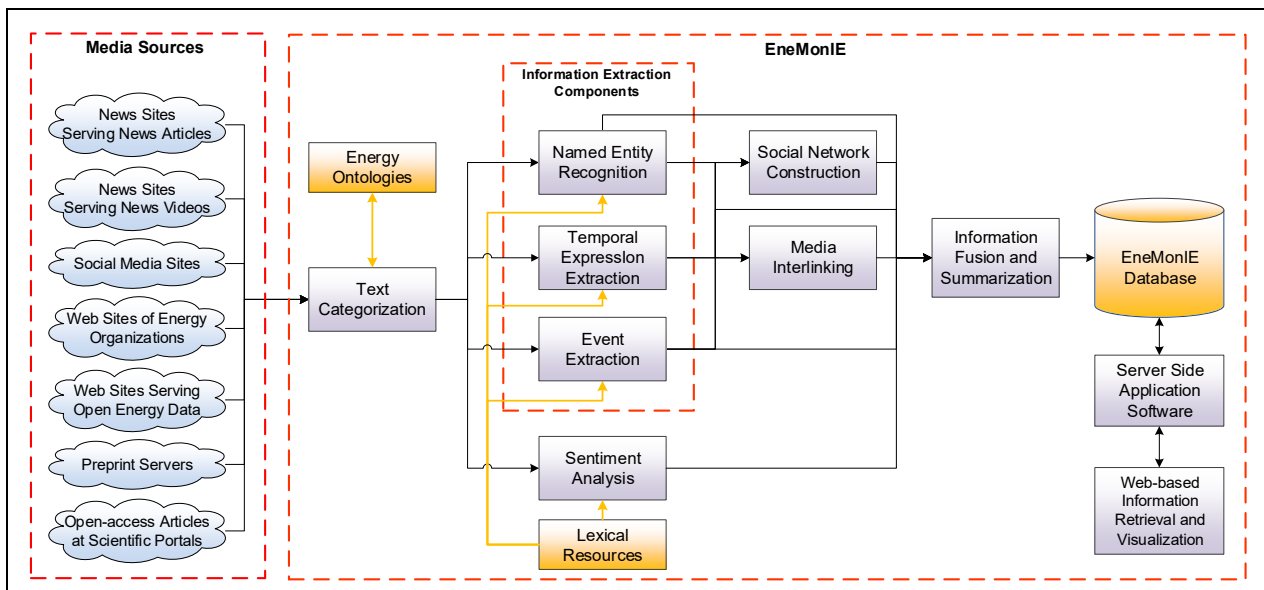 Media Sources
News Sites
Serving News Articles
News Sites
Serving News Videos
Social Media Sites
Web Sites of Energy
Organizations
Web Sites Serving
Open Energy Data
Preprint Servers
Open-access Articles
at Scientific Portals
EneMonIE
Energy
Ontologies
Text
Categorization
Information Extraction
Components
Named Entity
Recognition
Temporal
Expression
Extraction
Event
Extraction
Sentiment
Analysis
Lexical
Resources
Social Network
Construction
Media
Interlinking
Information
Fusion and
Summarization
EneMonIE
Database
Server Side
Application
Software
Web-based
Information
Retrieval and
Visualization